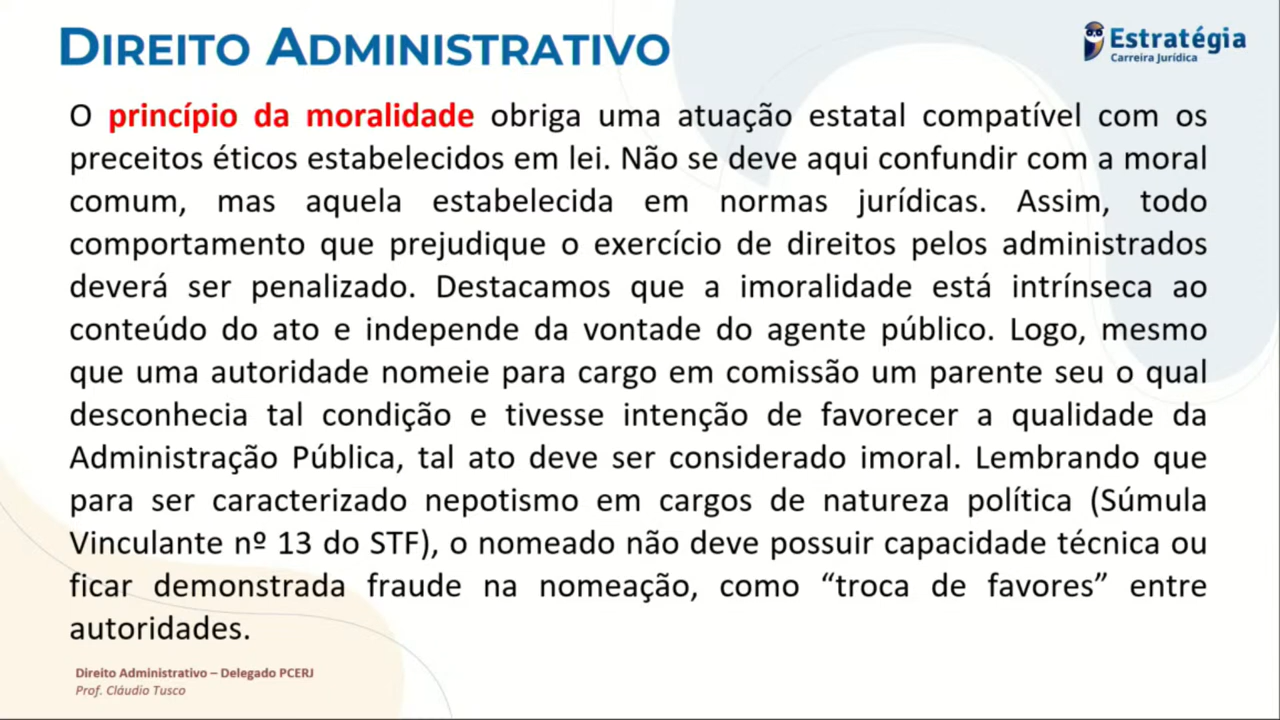 DIREITO ADMINISTRATIVO
Estratégia
Carreira Jurídica
O princípio da moralidade obriga uma atuação estatal compatível com os
preceitos éticos estabelecidos em lei. Não se deve aqui confundir com a moral
comum, mas aquela estabelecida em normas jurídicas. Assim, todo
comportamento que prejudique o exercício de direitos pelos administrados
deverá ser penalizado. Destacamos que a imoralidade está intrínseca ao
conteúdo do ato e independe da vontade do agente público. Logo, mesmo
que uma autoridade nomeie para cargo em comissão um parente seu o qual
desconhecia tal condição e tivesse intenção de favorecer a qualidade da
Administração Pública, tal ato deve ser considerado imoral. Lembrando que
para ser caracterizado nepotismo em cargos de natureza política (Súmula
Vinculante nº 13 do STF), o nomeado não deve possuir capacidade técnica ou
ficar demonstrada fraude na nomeação, como “troca de favores” entre
autoridades.
Direito Administrativo – Delegado PCERJ
Prof. Cláudio Tusco